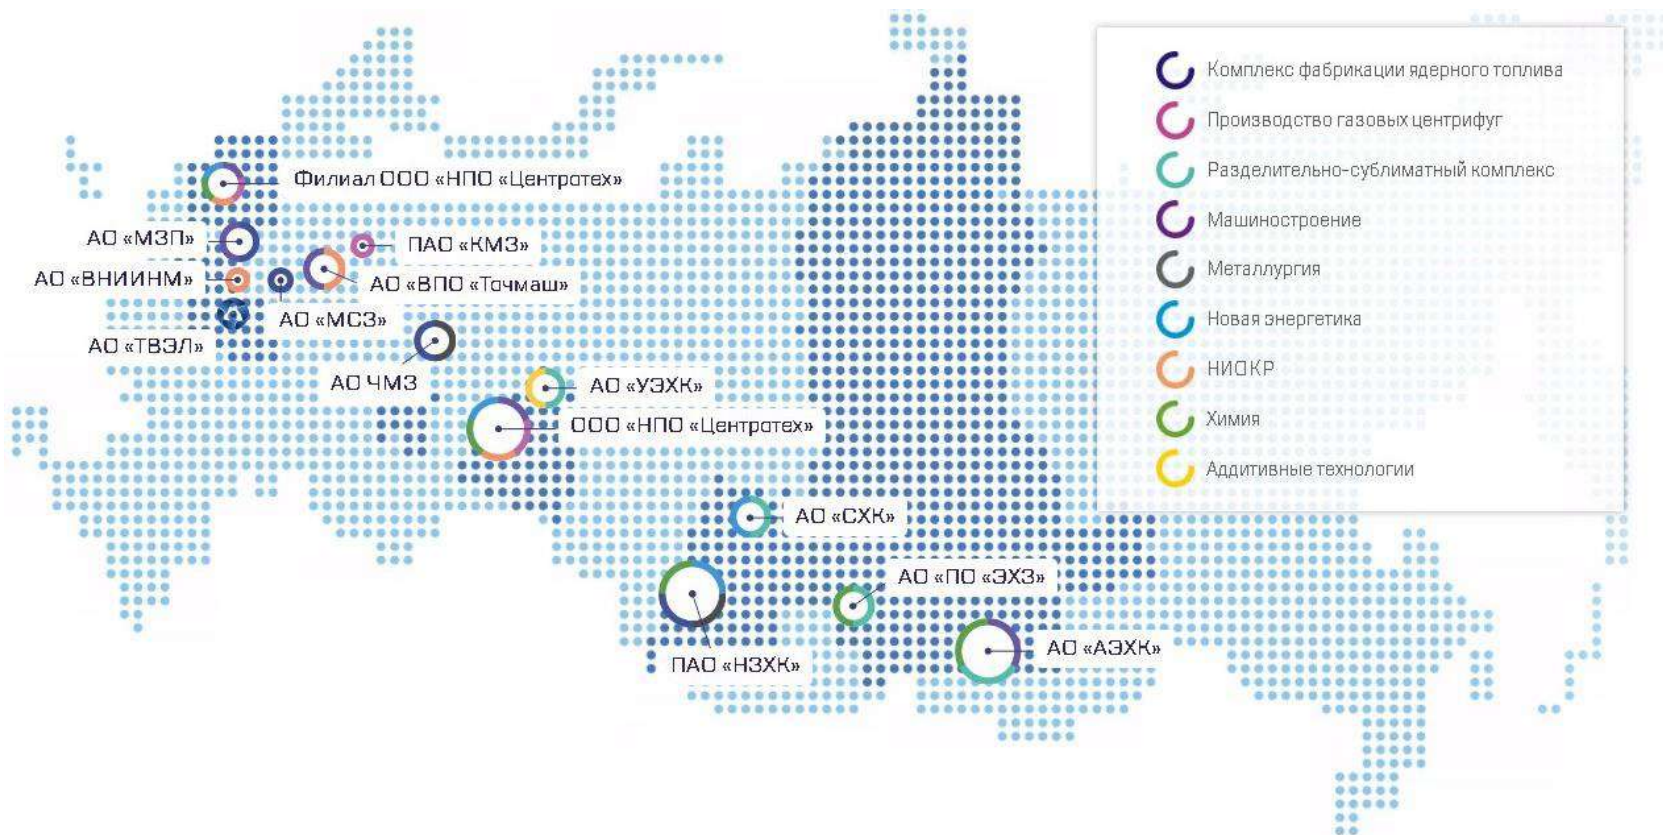 Комплекс фабрикации ядерного топлива
Производство газовых центрифуг
Разделительно-сублиматный комплекс
Машиностроение
Металлургия
Новая энергетика
НИОКР
Химия
Аддитивные технологии
Филиал ООО «НПО «Центротех»
АО «МЗП»
ПАО «КМЗ»
АО «ВНИИНМ»
АО «ВПО «Точмаш»
АО «МСЗ»
АО «ТВЭЛ»
АО ЧМЗ
АО «УЭХК»
ООО «НПО «Центротех»
АО «СХК»
АО «ПО «ЭХЗ»
АО «АЭХК»
ПАО «НЗХК»